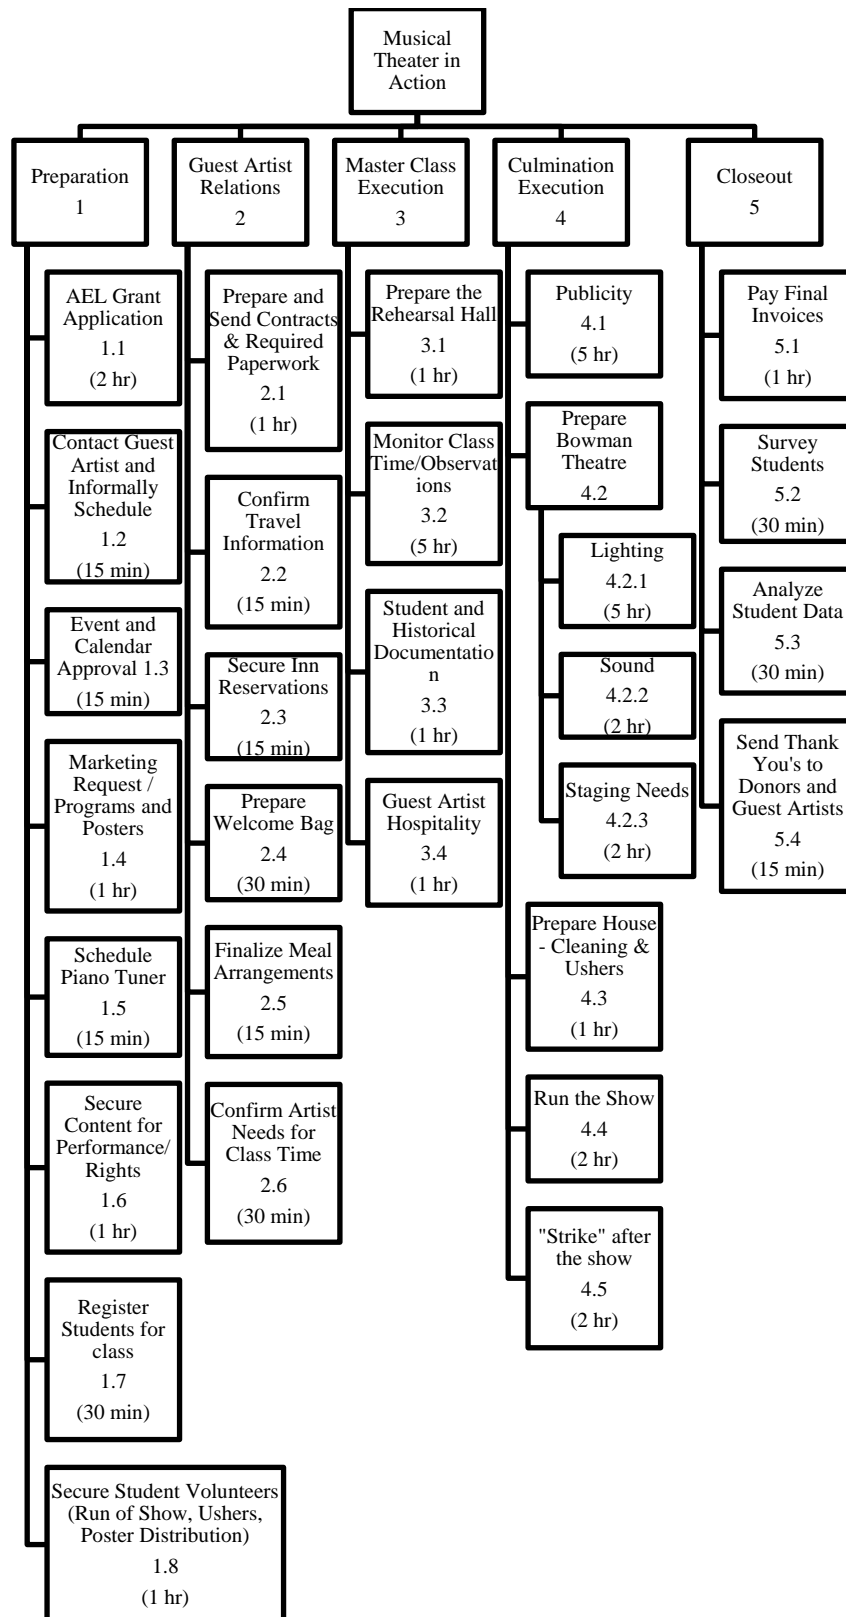 Musical
Theater in
Action
Preparation
1
Guest Artist
Relations
2
Master Class
Execution
3
Culmination
Execution
4
Closeout
5
AEL Grant
Application
1.1
(2 hr)
Contact Guest
Artist and
Informally
Schedule
1.2
(15 min)
Event and
Calendar
Approval 1.3
(15 min)
Marketing
Request /
Programs and
Posters
1.4
(1 hr)
Schedule
Piano Tuner
1.5
(15 min)
Secure
Content for
Performance/
Rights
1.6
(1 hr)
Register
Students for
class
1.7
(30 min)
Secure Student Volunteers
(Run of Show, Ushers,
Poster Distribution)
1.8
(1 hr)
Prepare and
Send Contracts
& Required
Paperwork
2.1
(1 hr)
Confirm
Travel
Information
2.2
(15 min)
Secure Inn
Reservations
2.3
(15 min)
Prepare
Welcome Bag
2.4
(30 min)
Finalize Meal
Arrangements
2.5
(15 min)
Confirm Artist
Needs for
Class Time
2.6
(30 min)
Prepare the
Rehearsal Hall
3.1
(1 hr)
Monitor Class
Time/Observat
ions
3.2
(5 hr)
Student and
Historical
Documentatio
n
3.3
(1 hr)
Guest Artist
Hospitality
3.4
(1 hr)
Publicity
4.1
(5 hr)
Prepare
Bowman
Theatre
4.2
Lighting
4.2.1
(5 hr)
Sound
4.2.2
(2 hr)
Staging Needs
4.2.3
(2 hr)
Prepare House
- Cleaning &
Ushers
4.3
(1 hr)
Run the Show
4.4
(2 hr)
"Strike" after
the show
4.5
(2 hr)
Pay Final
Invoices
5.1
(1 hr)
Survey
Students
5.2
(30 min)
Analyze
Student Data
5.3
(30 min)
Send Thank
You's to
Donors and
Guest Artists
5.4
(15 min)